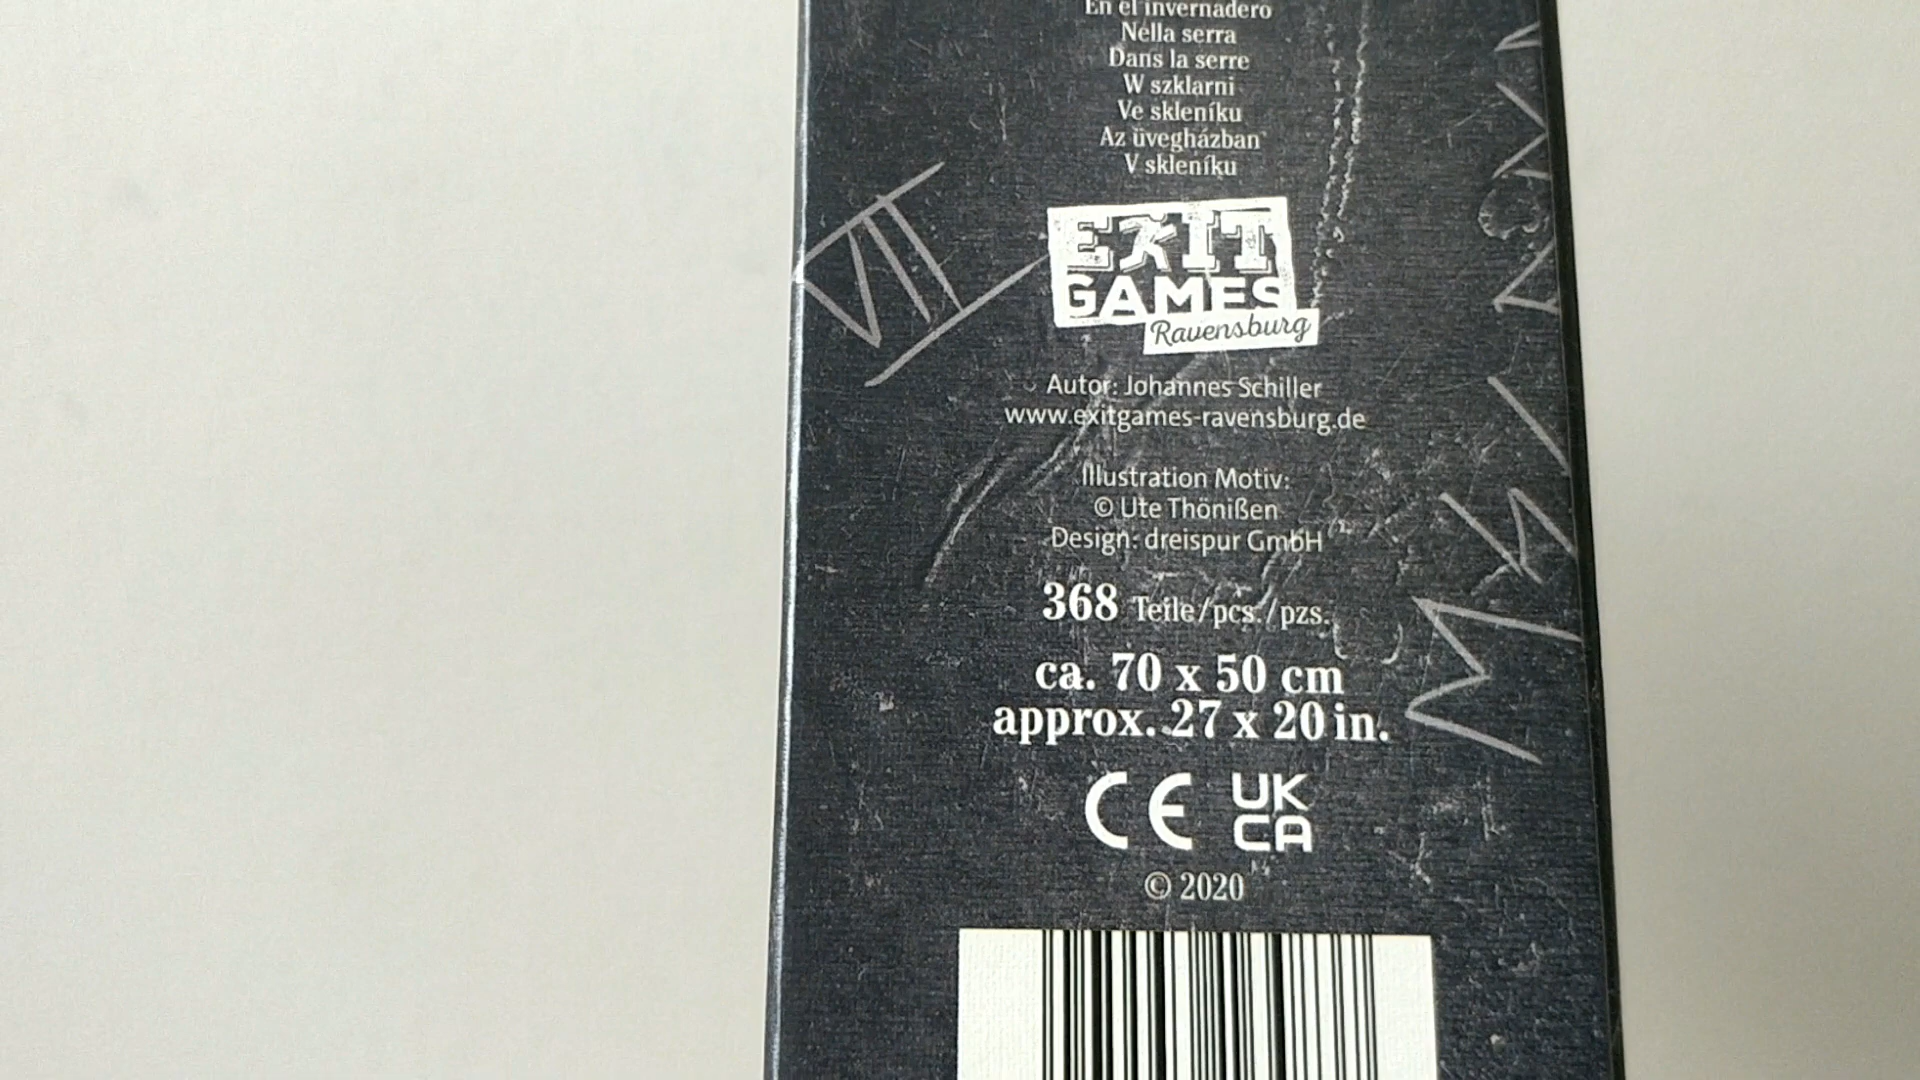 En el invernadero
Nella serra
Dans la serre
W szklarni
Ve skleníku
Az üvegházban
V skleníku
VII
EXIT
GAMES
Ravensburg
Autor: Johannes Schiller
www.exitgames-ravensburg.de
Illustration Motiv:
© Ute Thönißen
Design: dreispur GmbH
368 Teile/pcs./pzs.
ca. 70 x 50 cm
approx. 27 x 20 in.
CE UK
CA
© 2020